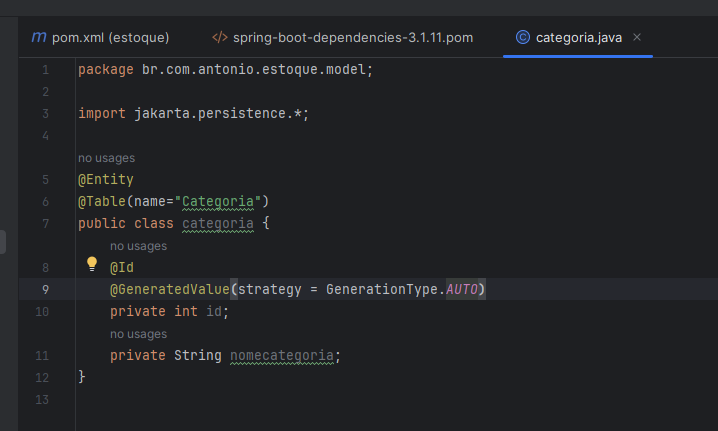 pom.xml (estoque) spring-boot-dependencies-3.1.11.pom categoria.java
1 package br.com.antonio.estoque.model;
2
3 import jakarta.persistence.*;
4
no usages
5 @Entity
6 @Table(name="Categoria")
7 public class categoria {
no usages
8 @Id
9 @GeneratedValue(strategy = GenerationType.AUTO)
10 private int id;
no usages
11 private String nomecategoria;
12 }
13